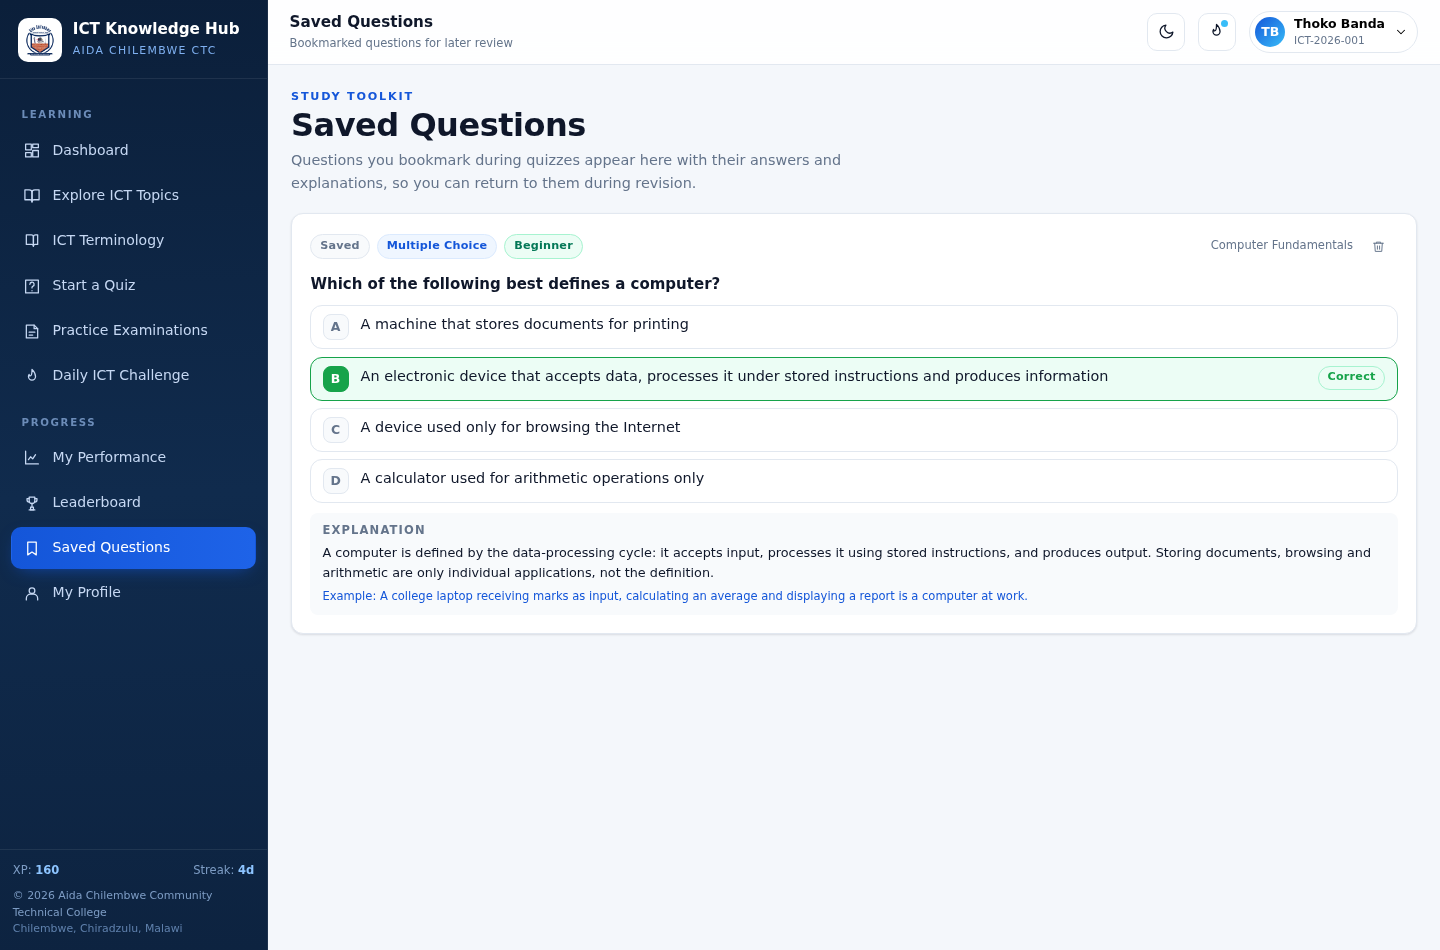 ICT Knowledge Hub
AIDA CHILEMBWE CTC
LEARNING
Dashboard
Explore ICT Topics
ICT Terminology
Start a Quiz
Practice Examinations
Daily ICT Challenge
PROGRESS
My Performance
Leaderboard
Saved Questions
My Profile
XP: 160
Streak: 4d
© 2026 Aida Chilembwe Community
Technical College
Chilembwe, Chiradzulu, Malawi
Saved Questions
Bookmarked questions for later review
TB
Thoko Banda
ICT-2026-001
STUDY TOOLKIT
Saved Questions
Questions you bookmark during quizzes appear here with their answers and
explanations, so you can return to them during revision.
Saved
Multiple Choice
Beginner
Computer Fundamentals
Which of the following best defines a computer?
A A machine that stores documents for printing
B An electronic device that accepts data, processes it under stored instructions and produces information
Correct
C A device used only for browsing the Internet
D A calculator used for arithmetic operations only
EXPLANATION
A computer is defined by the data-processing cycle: it accepts input, processes it using stored instructions, and produces output. Storing documents, browsing and
arithmetic are only individual applications, not the definition.
Example: A college laptop receiving marks as input, calculating an average and displaying a report is a computer at work.